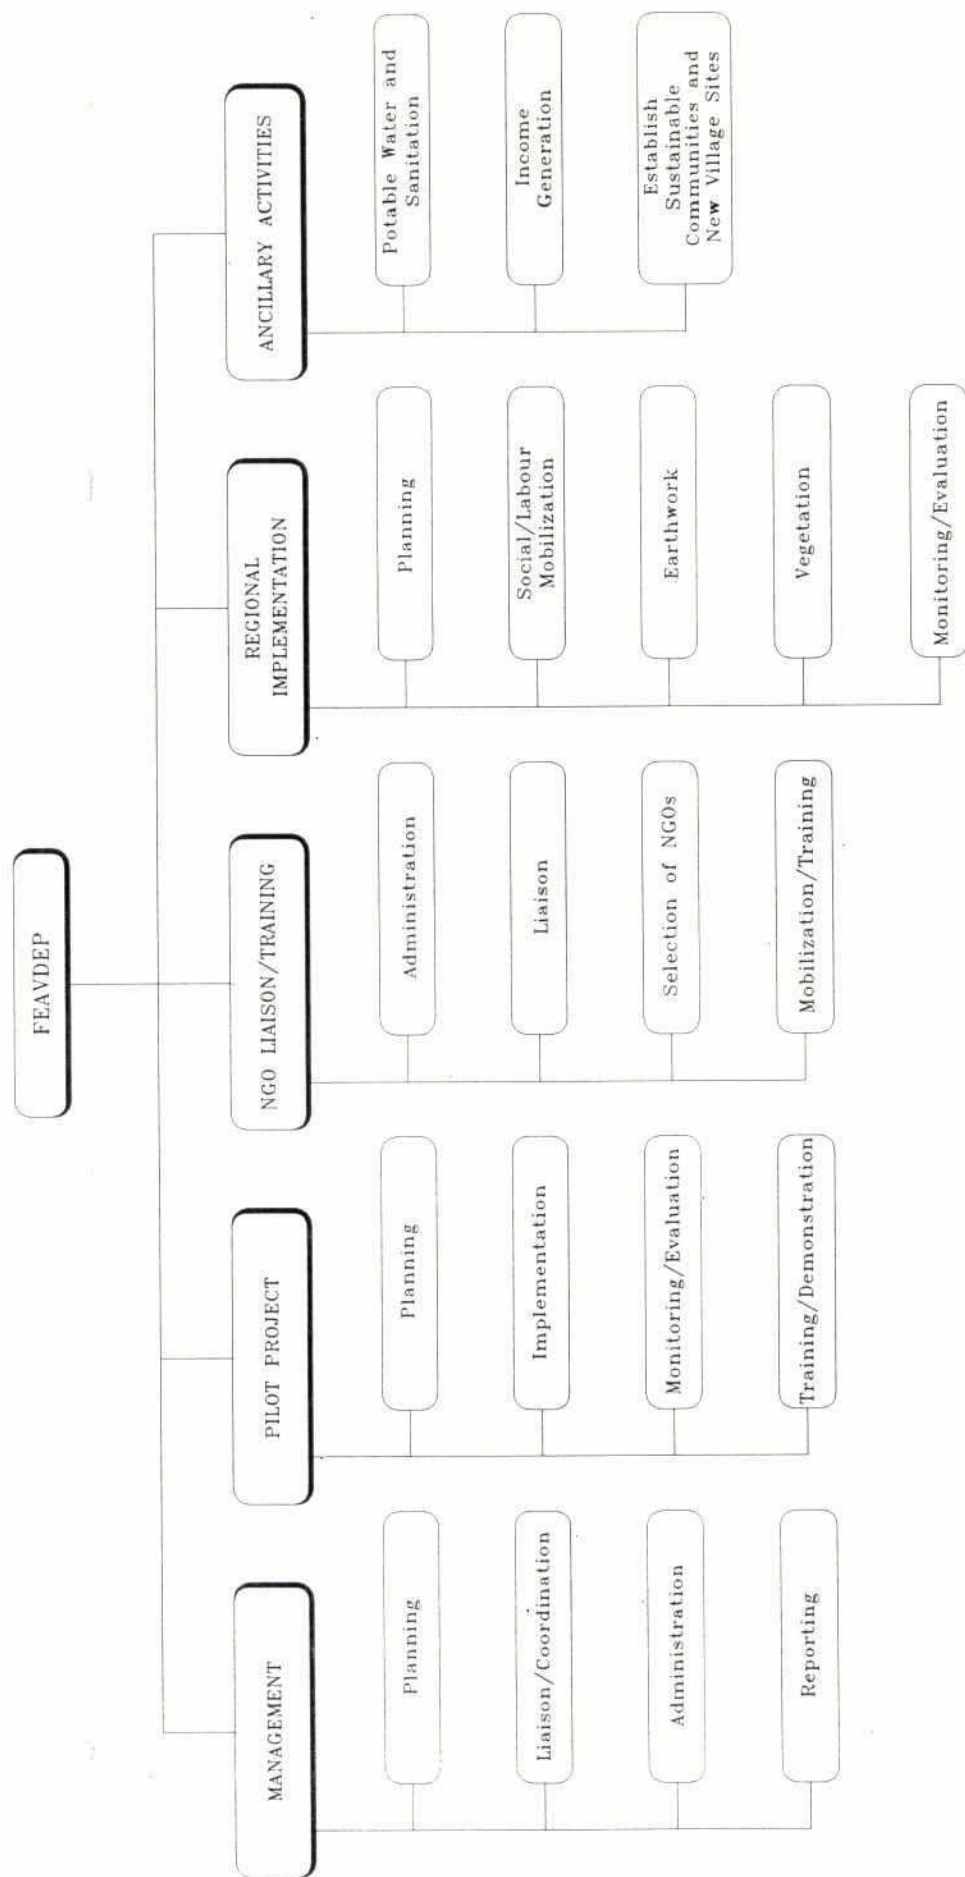 FEAVDEP
MANAGEMENT
Planning
Liaison/Coordination
Administration
Reporting
PILOT PROJECT
Planning
Implementation
Monitoring/Evaluation
Training/Demonstration
NGO LIAISON/TRAINING
Administration
Liaison
Selection of NGOs
Mobilization/Training
REGIONAL
IMPLEMENTATION
Planning
Social/Labour
Mobilization
Earthwork
Vegetation
Monitoring/Evaluation
ANCILLARY ACTIVITIES
Potable Water and
Sanitation
Income
Generation
Establish
Sustainable
Communities and
New Village Sites